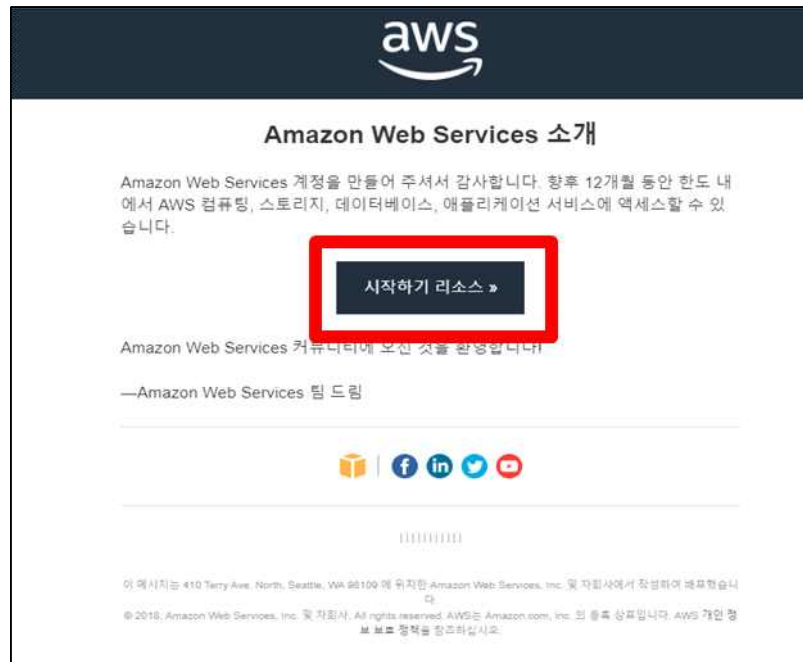 aws
Amazon Web Services 소개
Amazon Web Services 계정을 만들어 주셔서 감사합니다. 향후 12개월 동안 한도 내
에서 AWS 컴퓨팅, 스토리지, 데이터베이스, 애플리케이션 서비스에 액세스할 수 있
습니다.
시작하기 리소스 »
Amazon Web Services 커뮤니티에 오신 것을 환영합니다!
—Amazon Web Services 팀 드림
이 메시지는 410 Terry Ave. North, Seattle, WA 98109 에 위치한 Amazon Web Services, Inc. 및 자회사에서 작성하여 배포했습니
다.
© 2018, Amazon Web Services, Inc. 및 자회사. All rights reserved. AWS는 Amazon.com, Inc. 의 등록 상표입니다. AWS 개인 정
보 보호 정책을 참조하십시오.